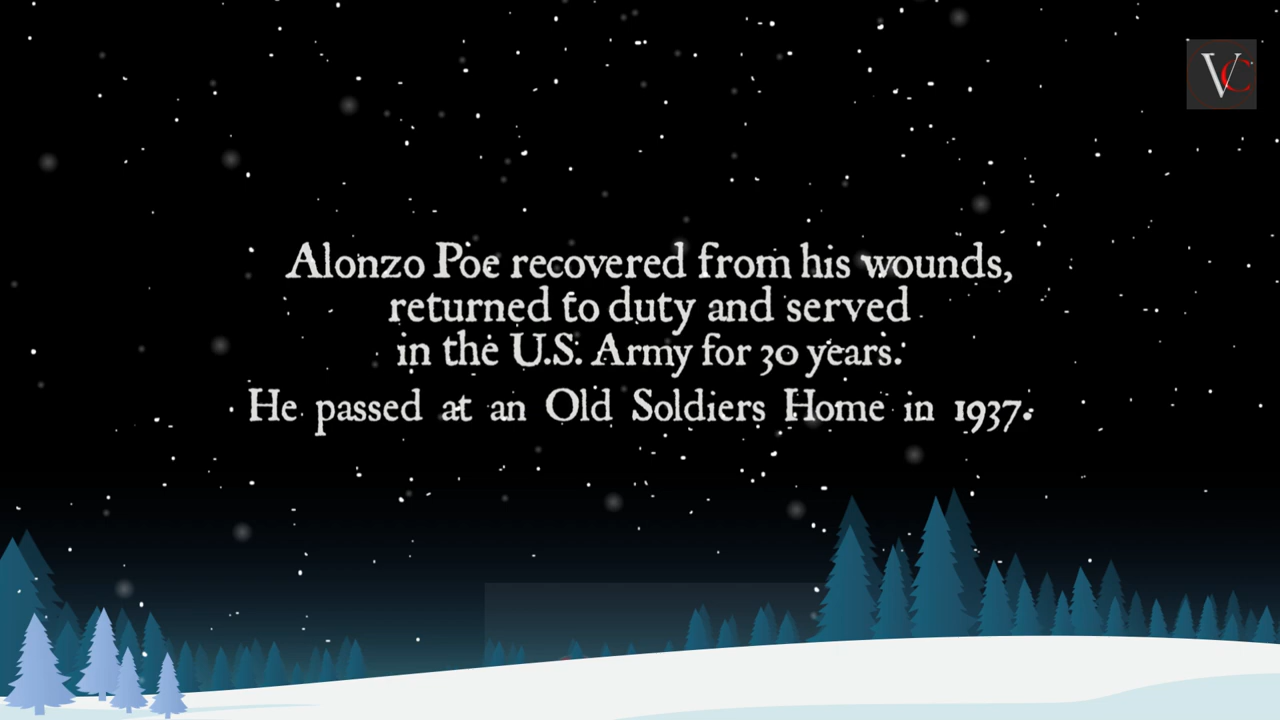 VC
Alonzo Poe recovered from his wounds,
returned to duty and served
in the U.S. Army for 30 years.
He passed at an Old Soldiers Home in 1937.